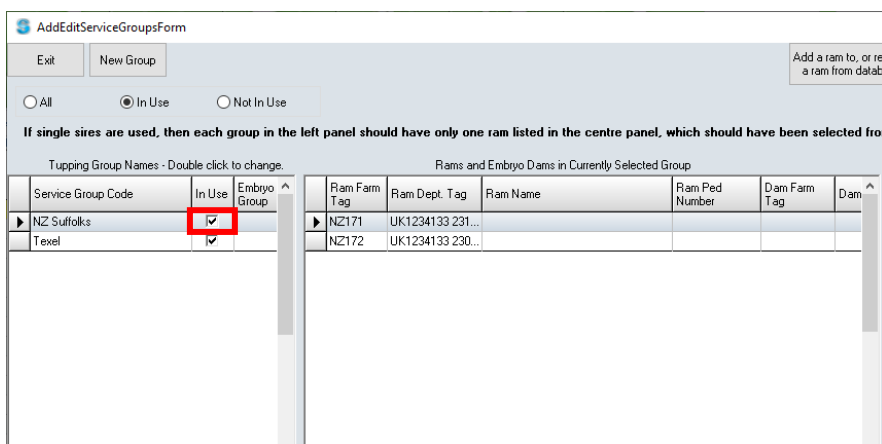 AddEditServiceGroupsForm
Exit
New Group
Add a ram to, or re
a ram from datab
All
In Use
Not In Use
If single sires are used, then each group in the left panel should have only one ram listed in the centre panel, which should have been selected fro
Tupping Group Names - Double click to change.
Rams and Embryo Dams in Currently Selected Group
Service Group Code
In Use
Embryo
Group
Ram Farm
Tag
Ram Dept. Tag
Ram Name
Ram Ped
Number
Dam Farm
Tag
Dam
NZ Suffolks
NZ171
UK1234133 231...
Texel
NZ172
UK1234133 230...